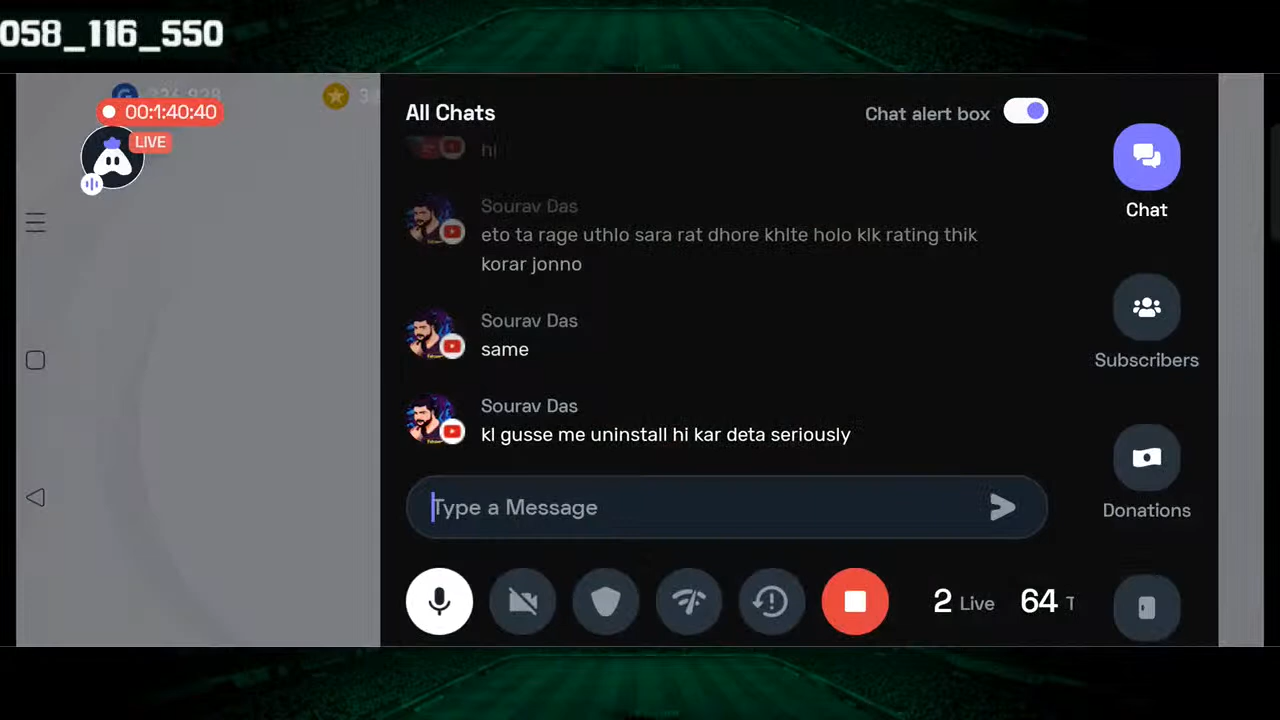 058_116_550
00:1:40:40
LIVE
All Chats
Chat alert box
hi
Sourav Das
eto ta rage uthlo sara rat dhore khlte holo klk rating thik
korar jonno
Sourav Das
same
Sourav Das
kl gusse me uninstall hi kar deta seriously
Type a Message
2 Live 64 T
Chat
Subscribers
Donations